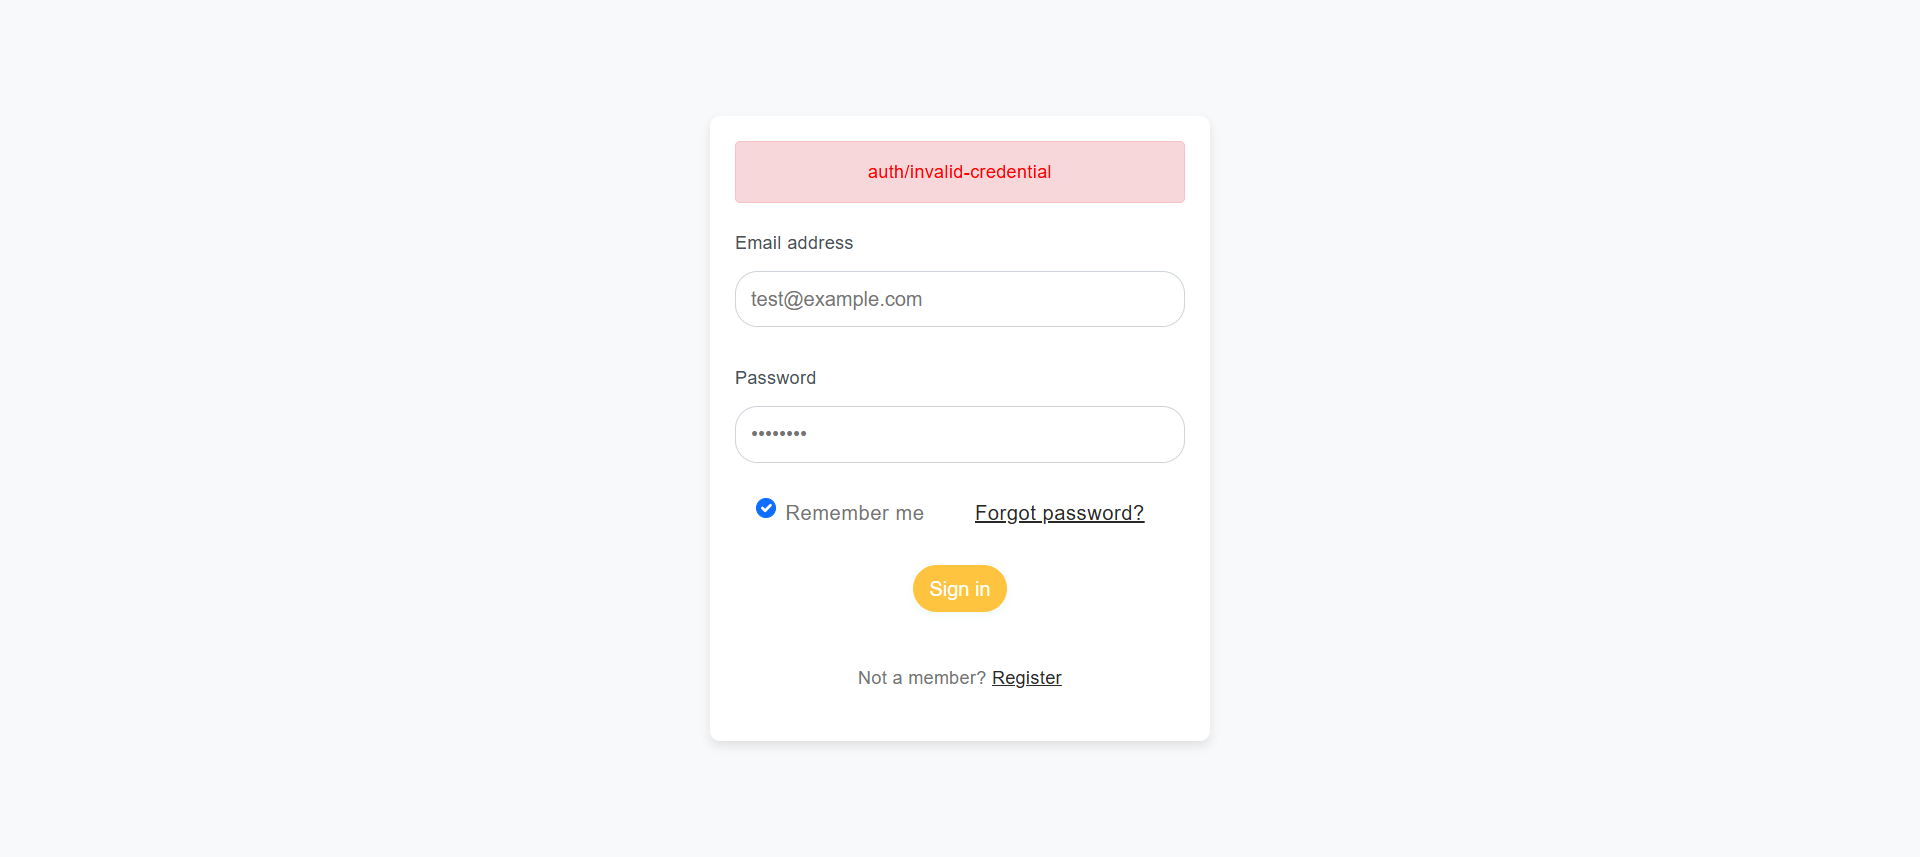 auth/invalid-credential
Email address
test@example.com
Password
••••••••
Remember me Forgot password?
Sign in
Not a member? Register